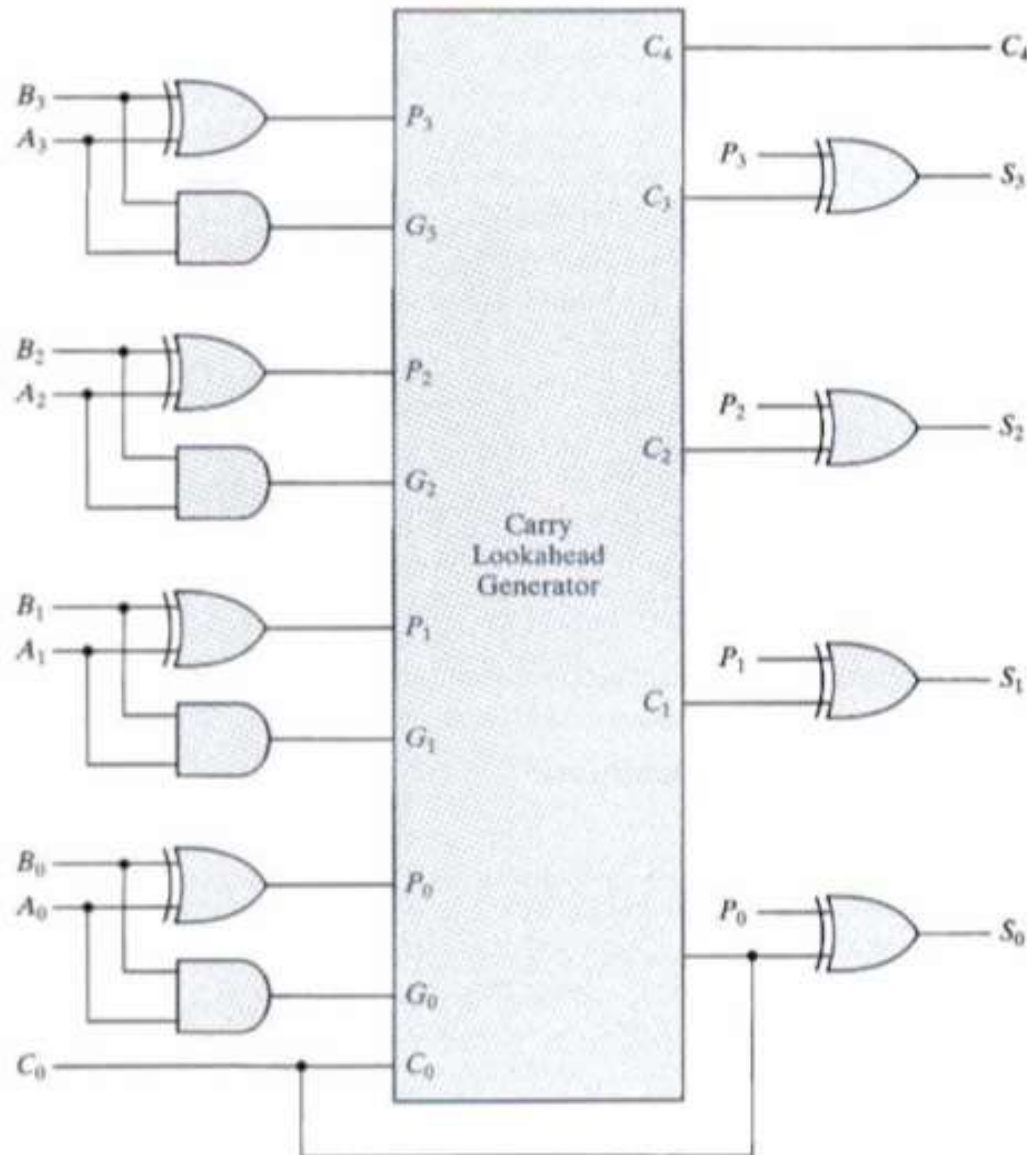 C₄ C₄
B₃
A₃
P₃
P₃
S₃
C₃
G₃
B₂
A₂
P₂
P₂
S₂
C₂
G₂
Carry
Lookahead
Generator
B₁
A₁
P₁
P₁
S₁
C₁
G₁
B₀
A₀
P₀
P₀
S₀
G₀
C₀ C₀